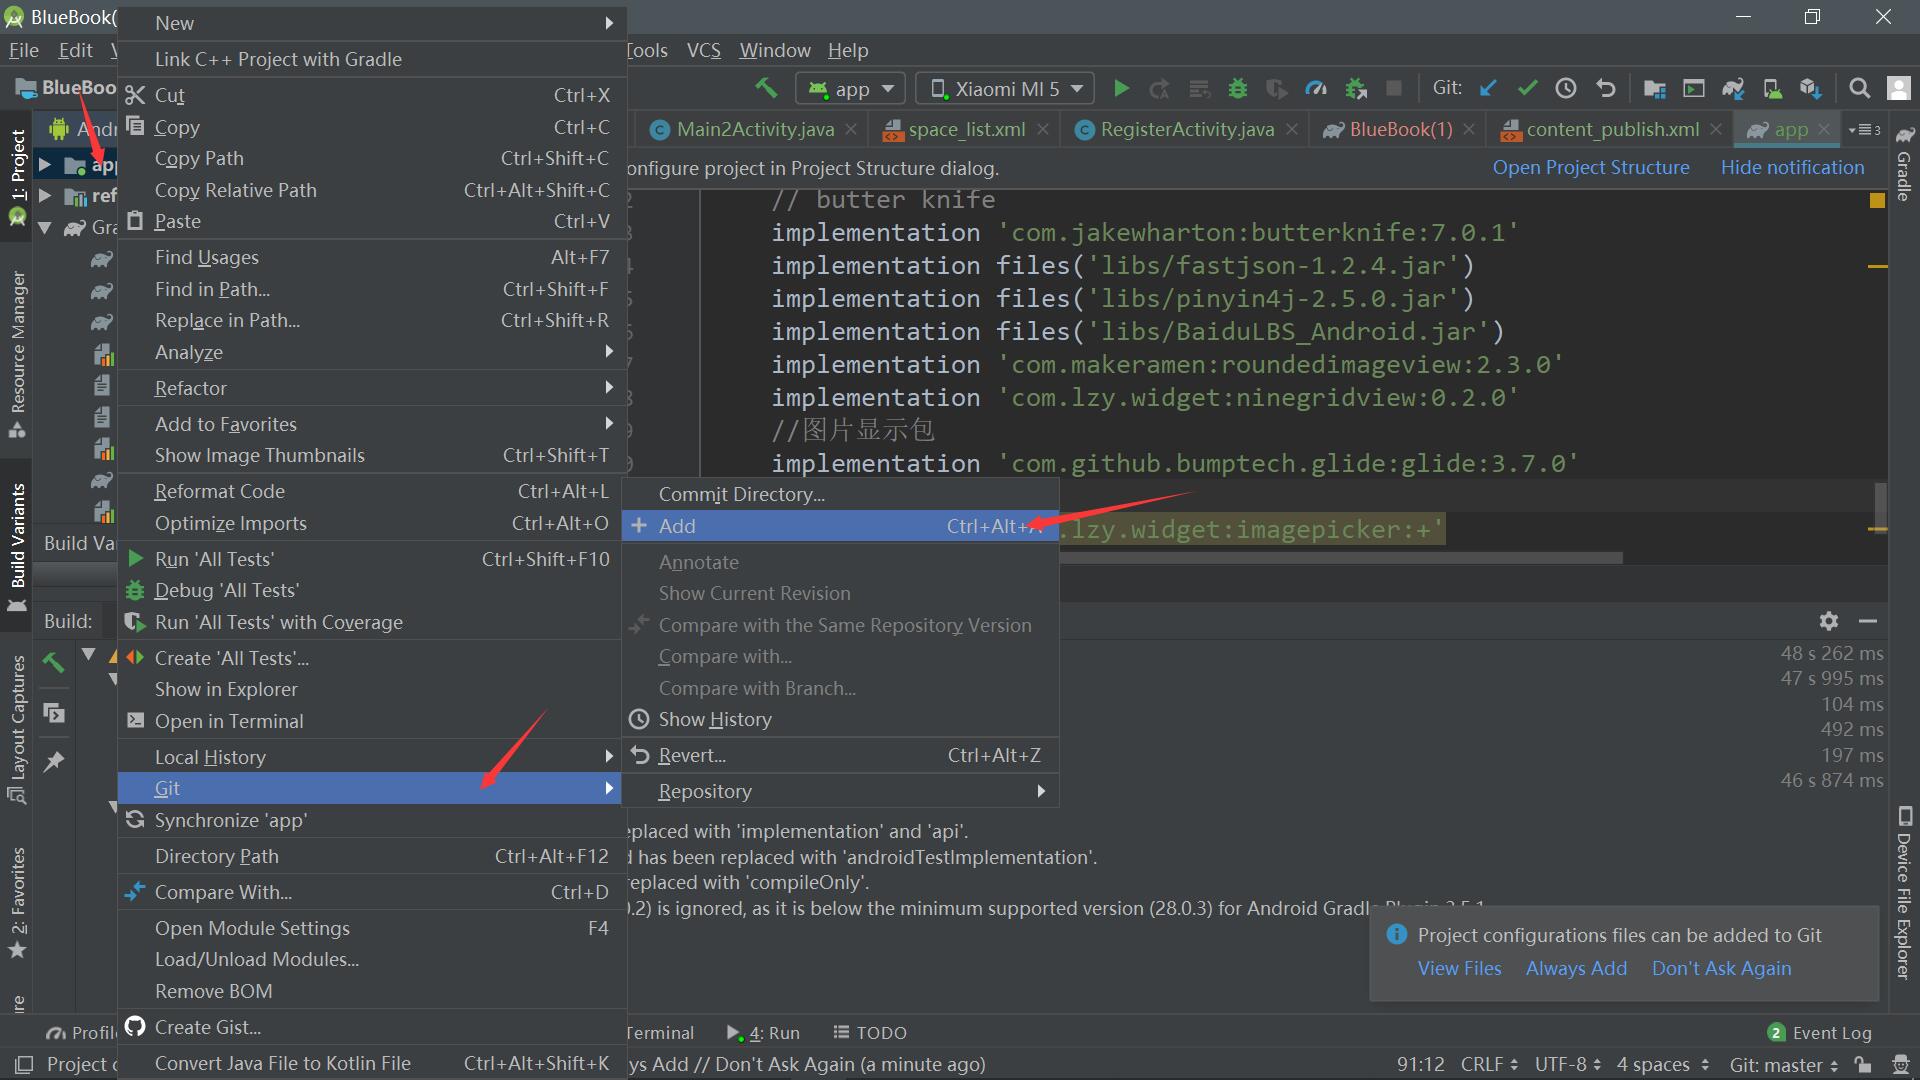 BlueBook(
File Edit Tools VCS Window Help
app Xiaomi MI 5 Git:
Main2Activity.java space_list.xml RegisterActivity.java BlueBook(1) content_publish.xml app 3
onfigure project in Project Structure dialog. Open Project Structure Hide notification
1: Project
Resource Manager
Build Variants
Layout Captures
2: Favorites
Build:
New
Link C++ Project with Gradle
Cut Ctrl+X
Copy Ctrl+C
Copy Path Ctrl+Shift+C
Copy Relative Path Ctrl+Alt+Shift+C
Paste Ctrl+V
Find Usages Alt+F7
Find in Path... Ctrl+Shift+F
Replace in Path... Ctrl+Shift+R
Analyze
Refactor
Add to Favorites
Show Image Thumbnails Ctrl+Shift+T
Reformat Code Ctrl+Alt+L
Optimize Imports Ctrl+Alt+O
Run 'All Tests' Ctrl+Shift+F10
Debug 'All Tests'
Run 'All Tests' with Coverage
Create 'All Tests'...
Show in Explorer
Open in Terminal
Local History
Git
Synchronize 'app'
Directory Path Ctrl+Alt+F12
Compare With... Ctrl+D
Open Module Settings F4
Load/Unload Modules...
Remove BOM
Create Gist...
Convert Java File to Kotlin File Ctrl+Alt+Shift+K
Commit Directory...
Add Ctrl+Alt+A
Annotate
Show Current Revision
Compare with the Same Repository Version
Compare with...
Compare with Branch...
Show History
Revert... Ctrl+Alt+Z
Repository
// butter knife
implementation 'com.jakewharton:butterknife:7.0.1'
implementation files('libs/fastjson-1.2.4.jar')
implementation files('libs/pinyin4j-2.5.0.jar')
implementation files('libs/BaiduLBS_Android.jar')
implementation 'com.makeramen:roundedimageview:2.3.0'
implementation 'com.lzy.widget:ninegridview:0.2.0'
//图片显示包
implementation 'com.github.bumptech.glide:glide:3.7.0'
.lzy.widget:imagepicker:+'
48 s 262 ms
47 s 995 ms
104 ms
492 ms
197 ms
46 s 874 ms
eplaced with 'implementation' and 'api'.
d has been replaced with 'androidTestImplementation'.
replaced with 'compileOnly'.
0.2) is ignored, as it is below the minimum supported version (28.0.3) for Android Gradle Plugin 3.5.1
Project configurations files can be added to Git
View Files Always Add Don't Ask Again
Gradle
Device File Explorer
Terminal 4: Run TODO 2 Event Log
ys Add // Don't Ask Again (a minute ago) 91:12 CRLF UTF-8 4 spaces Git: master